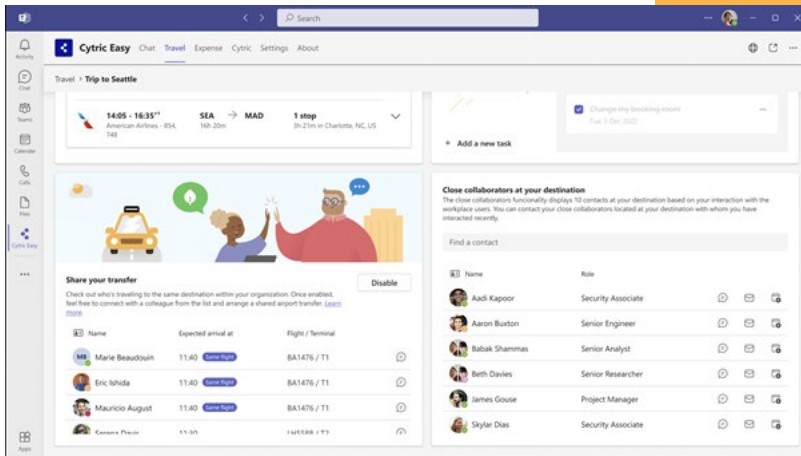 Search
Activity
Chat
Teams
Calendar
Calls
Files
Cytric Easy
Apps
Cytric Easy Chat Travel Expense Cytric Settings About
Travel > Trip to Seattle
14:05 - 16:35+1 SEA → MAD 1 stop
American Airlines - 854, 16h 20m 3h 21m in Charlotte, NC, US
748
Change my booking room
Tue, 5 Dec 2022
+ Add a new task
Share your transfer
Disable
Check out who's traveling to the same destination within your organization. Once enabled,
feel free to connect with a colleague from the list and arrange a shared airport transfer. Learn
more.
Name Expected arrival at Flight / Terminal
MB Marie Beaudouin 11:40 Same flight BA1476 / T1
Eric Ishida 11:40 Same flight BA1476 / T1
Mauricio August 11:40 Same flight BA1476 / T1
Serena Davis
Close collaborators at your destination
The close collaborators funcionality displays 10 contacts at your destination based on your interaction with the
workplace users. You can contact your close collaborators located at your destination with whom you have
interacted recently.
Find a contact
Name Role
Aadi Kapoor Security Associate
Aaron Buxton Senior Engineer
Babak Shammas Senior Analyst
Beth Davies Senior Researcher
James Gouse Project Manager
Skylar Dias Security Associate